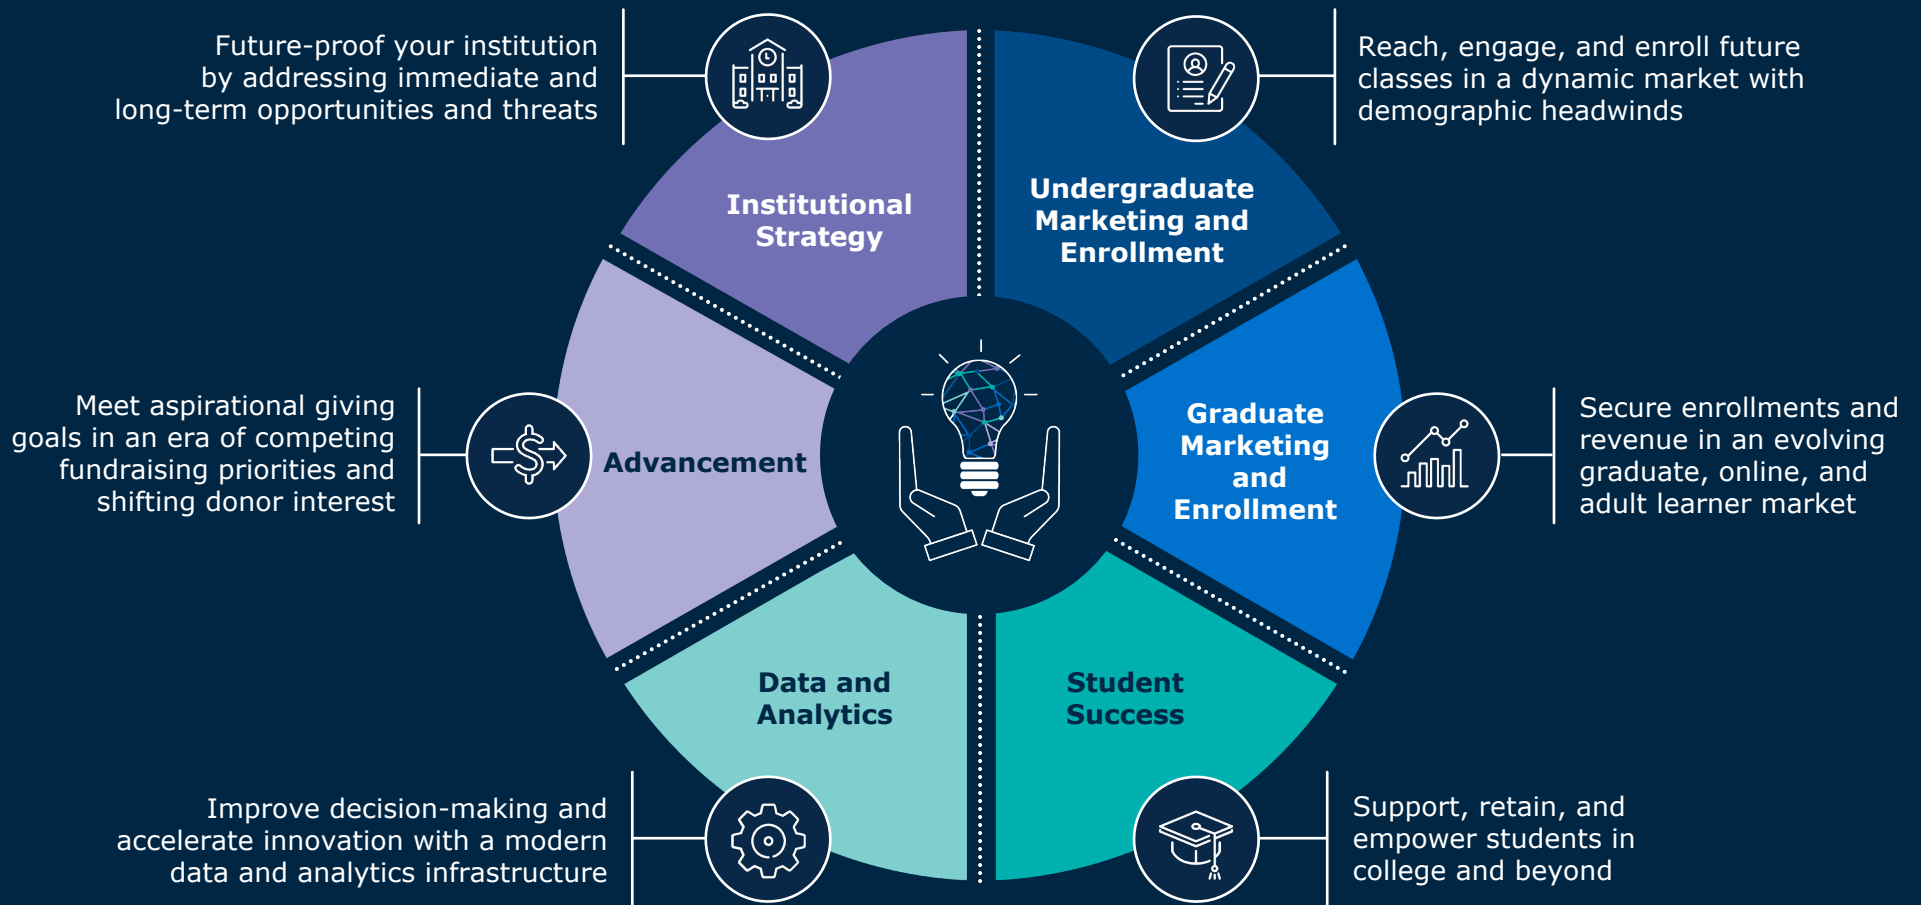 Future-proof your institution
by addressing immediate and
long-term opportunities and threats
Institutional
Strategy
Reach, engage, and enroll future
classes in a dynamic market with
demographic headwinds
Undergraduate
Marketing and
Enrollment
Meet aspirational giving
goals in an era of competing
fundraising priorities and
shifting donor interest
Advancement
Graduate
Marketing
and
Enrollment
Secure enrollments and
revenue in an evolving
graduate, online, and
adult learner market
Data and
Analytics
Improve decision-making and
accelerate innovation with a modern
data and analytics infrastructure
Student
Success
Support, retain, and
empower students in
college and beyond